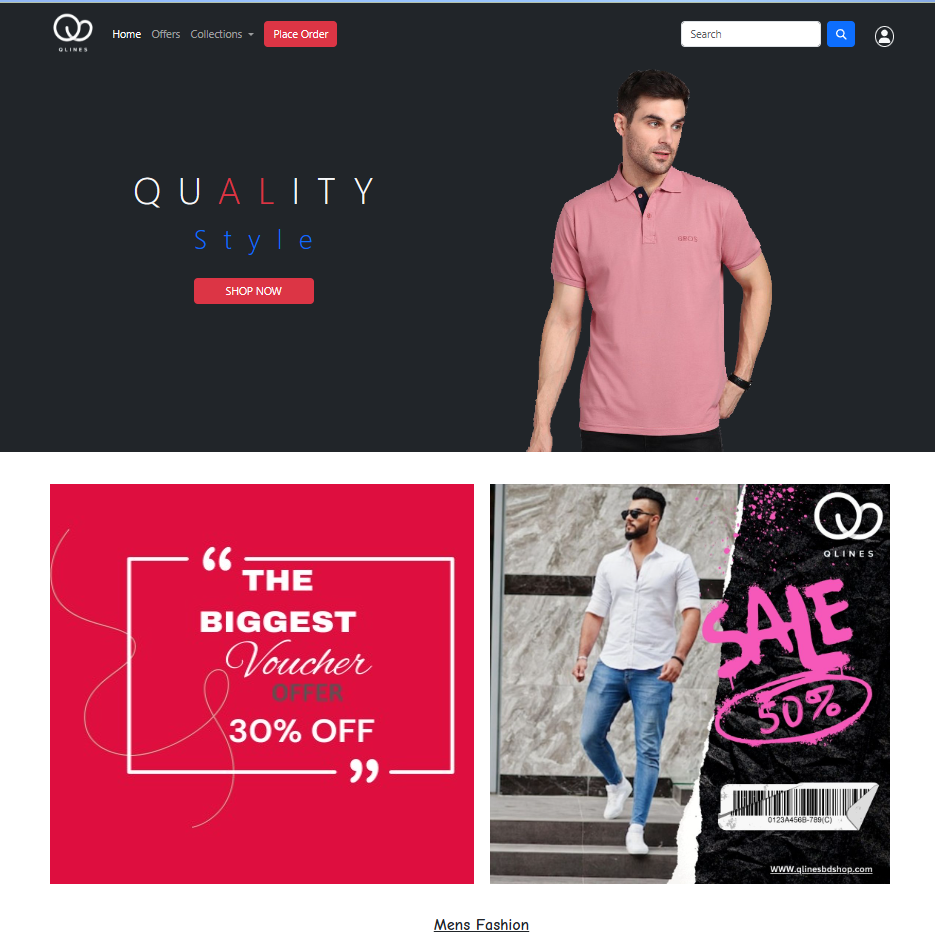 QLINES
Home Offers Collections Place Order
Search
QUALITY
Style
SHOP NOW
“ THE
BIGGEST
Voucher
OFFER
30% OFF
”
QLINES
SALE
50%
0123A456B-789(C)
WWW.qlinesbdshop.com
Mens Fashion